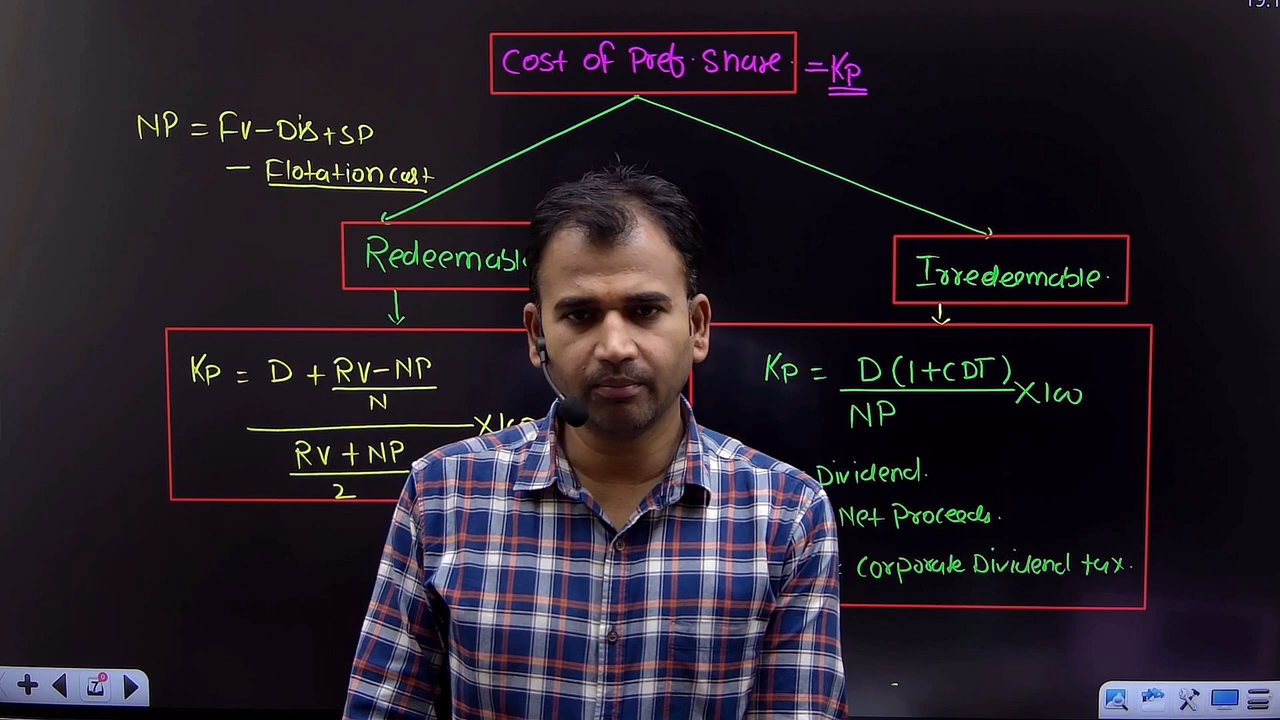 Cost of Pref. Share = Kp
NP = FV - Dis + SP
- Flotation cost
Redeemable
Irredeemable.
Kp = D + RV - NP
N
RV + NP
2
Kp = D (1 + CDT) X 100
NP
Dividend.
Net Proceeds.
Corporate Dividend tax.